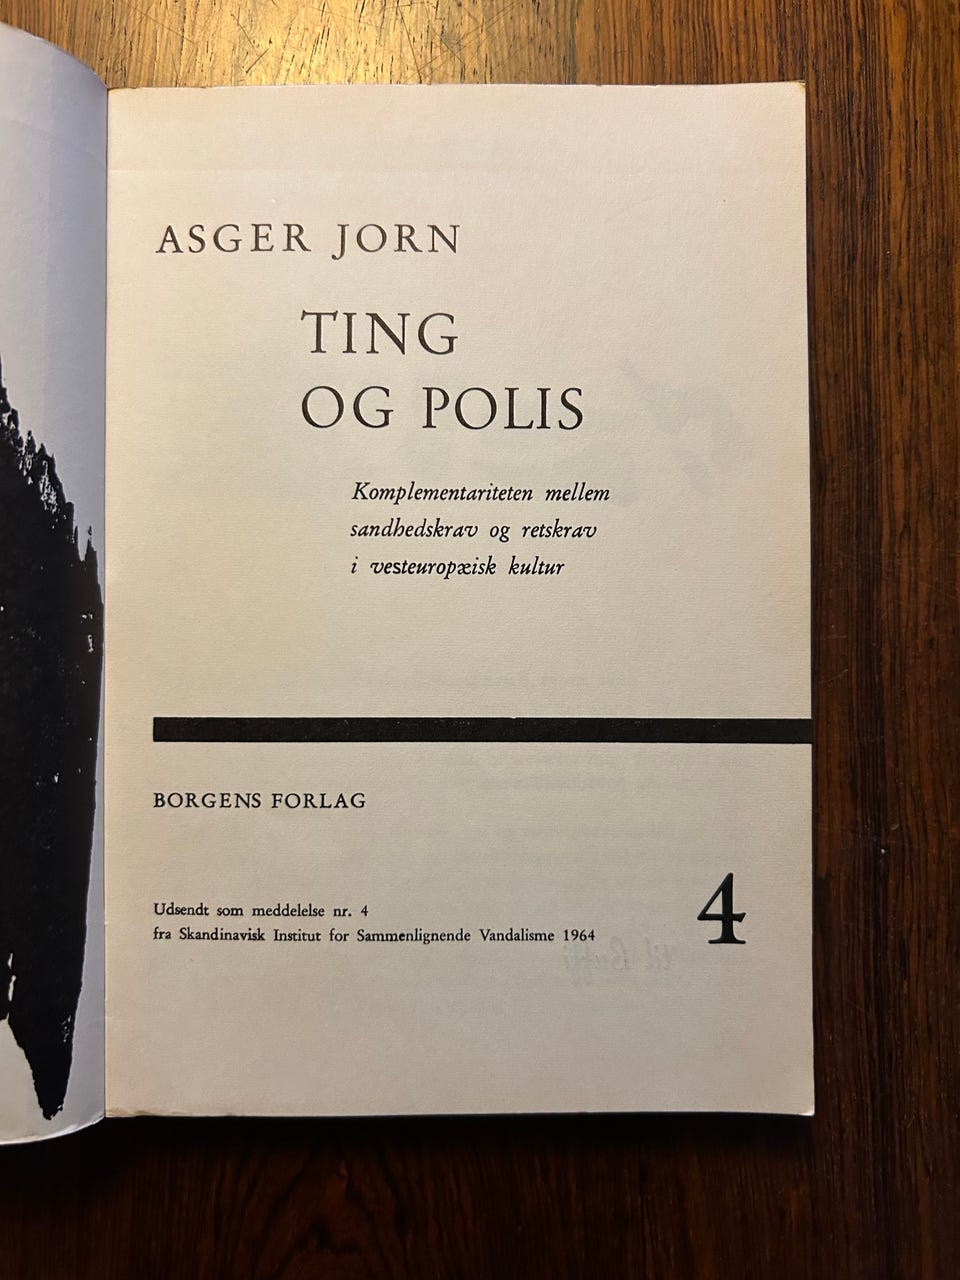 ASGER JORN
TING
OG POLIS
Komplementariteten mellem
sandhedskrav og retskrav
i vesteuropæisk kultur
BORGENS FORLAG
Udsendt som meddelelse nr. 4
fra Skandinavisk Institut for Sammenlignende Vandalisme 1964
4